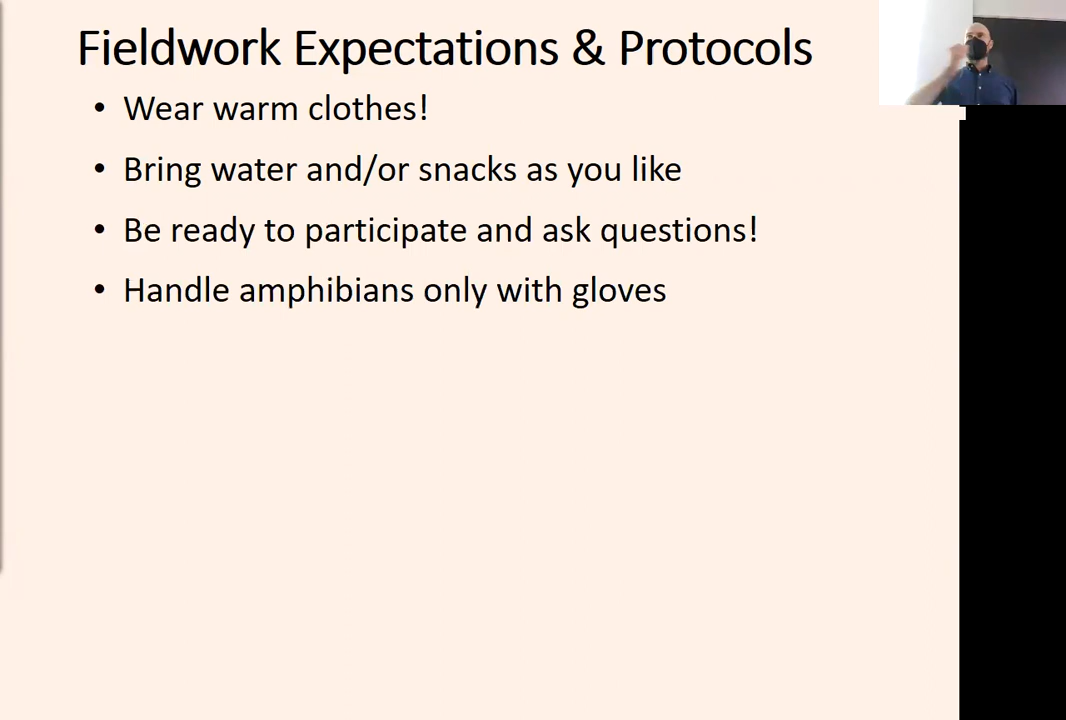 Fieldwork Expectations & Protocols
• Wear warm clothes!
• Bring water and/or snacks as you like
• Be ready to participate and ask questions!
• Handle amphibians only with gloves